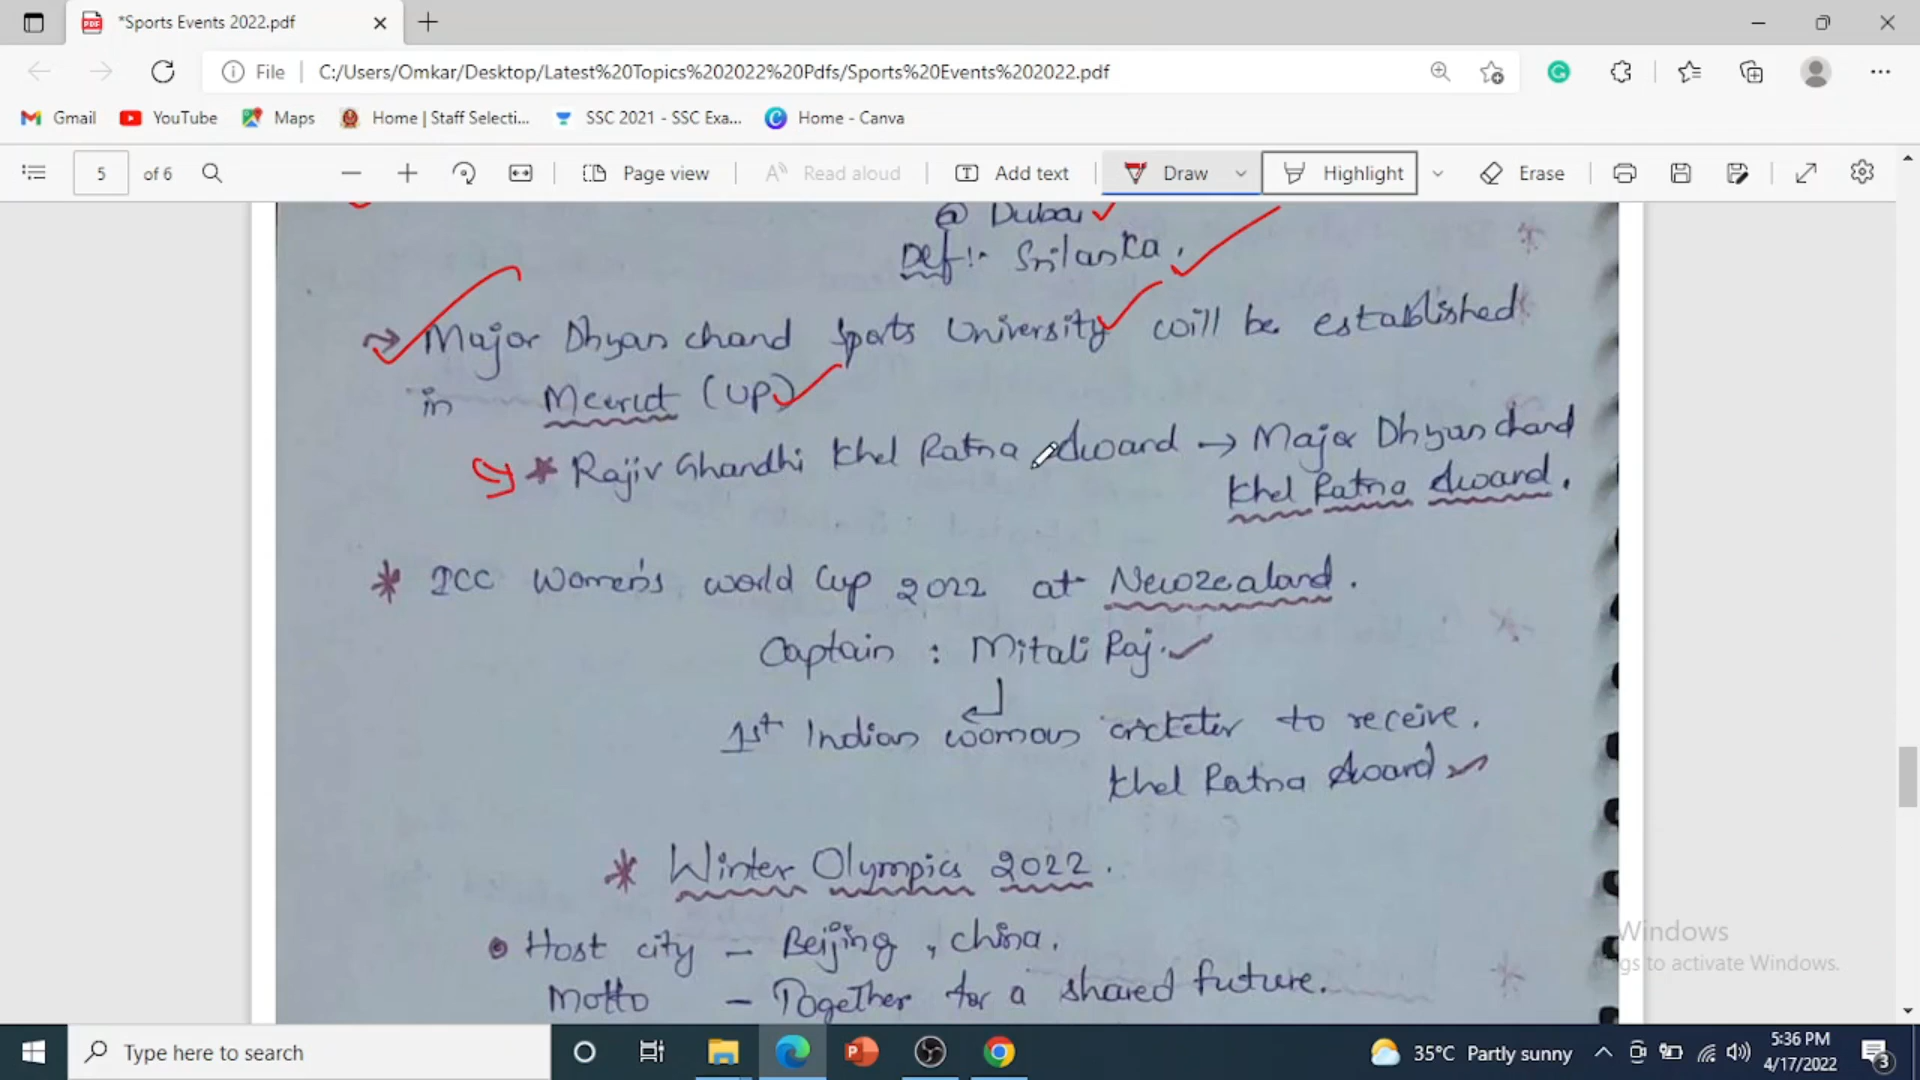 *Sports Events 2022.pdf
File
C:/Users/Omkar/Desktop/Latest%20Topics%202022%20Pdfs/Sports%20Events%202022.pdf
Gmail
YouTube
Maps
Home | Staff Selecti...
SSC 2021 - SSC Exa...
Home - Canva
5 of 6
Page view
Read aloud
Add text
Draw
Highlight
Erase
@ Dubai
Def:- Srilanka.
Major Dhyan chand Sports University will be established
in Meerut (UP)
* Rajiv Ghandhi Khel Ratna Award → Major Dhyan chand
Khel Ratna Award.
* ICC Women's world Cup 2022 at Newzealand.
Captain : Mitali Raj.
1st Indian woman cricketer to receive.
Khel Ratna Award
* Winter Olympics 2022.
Host city - Beijing, china.
Motto - Together for a shared future.
Windows
gs to activate Windows.
Type here to search
35°C Partly sunny
5:36 PM
4/17/2022
3